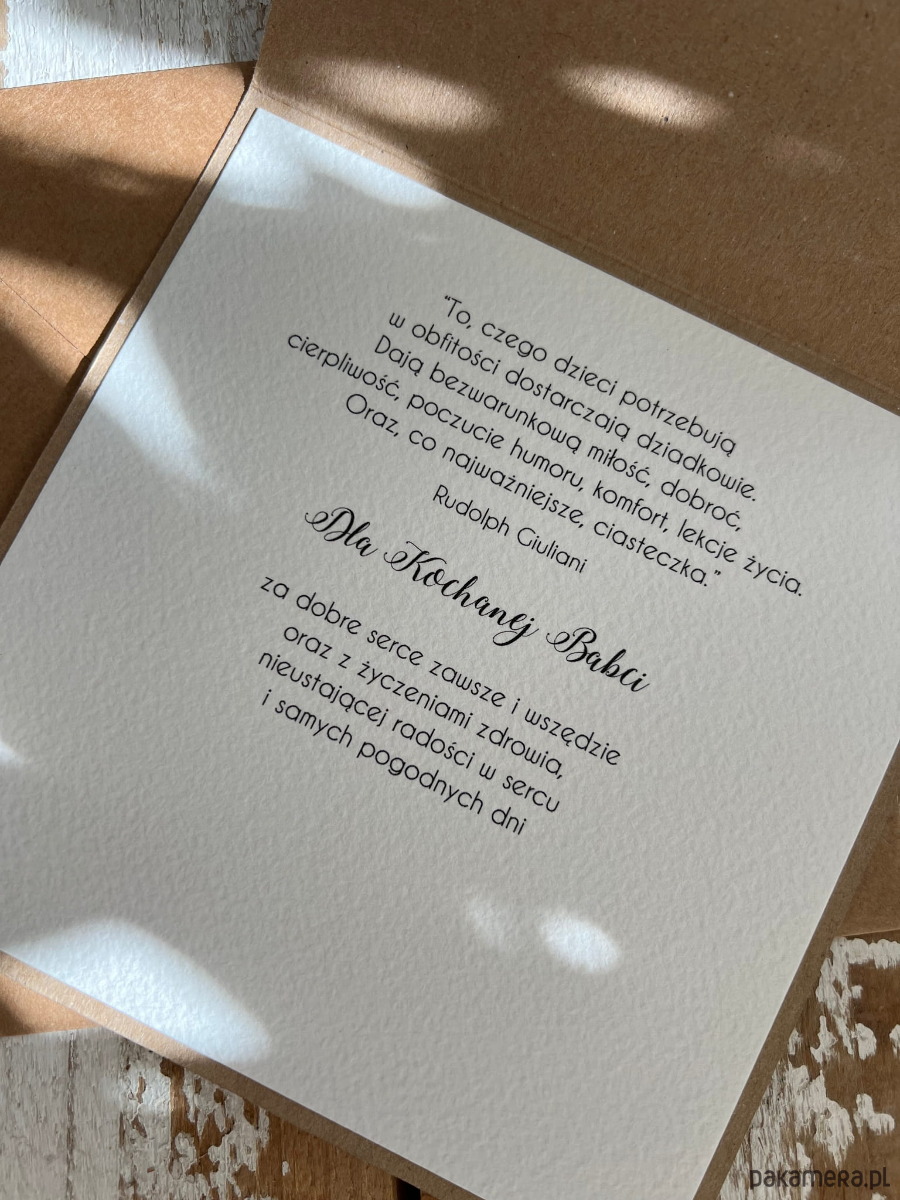 “To, czego dzieci potrzebują
w obfitości dostarczają dziadkowie.
Dają bezwarunkową miłość, dobroć,
cierpliwość, poczucie humoru, komfort, lekcje życia.
Oraz, co najważniejsze, ciasteczka.”
Rudolph Giuliani
Dla Kochanej Babci
za dobre serce zawsze i wszędzie
oraz z życzeniami zdrowia,
nieustającej radości w sercu
i samych pogodnych dni
pakamera.pl